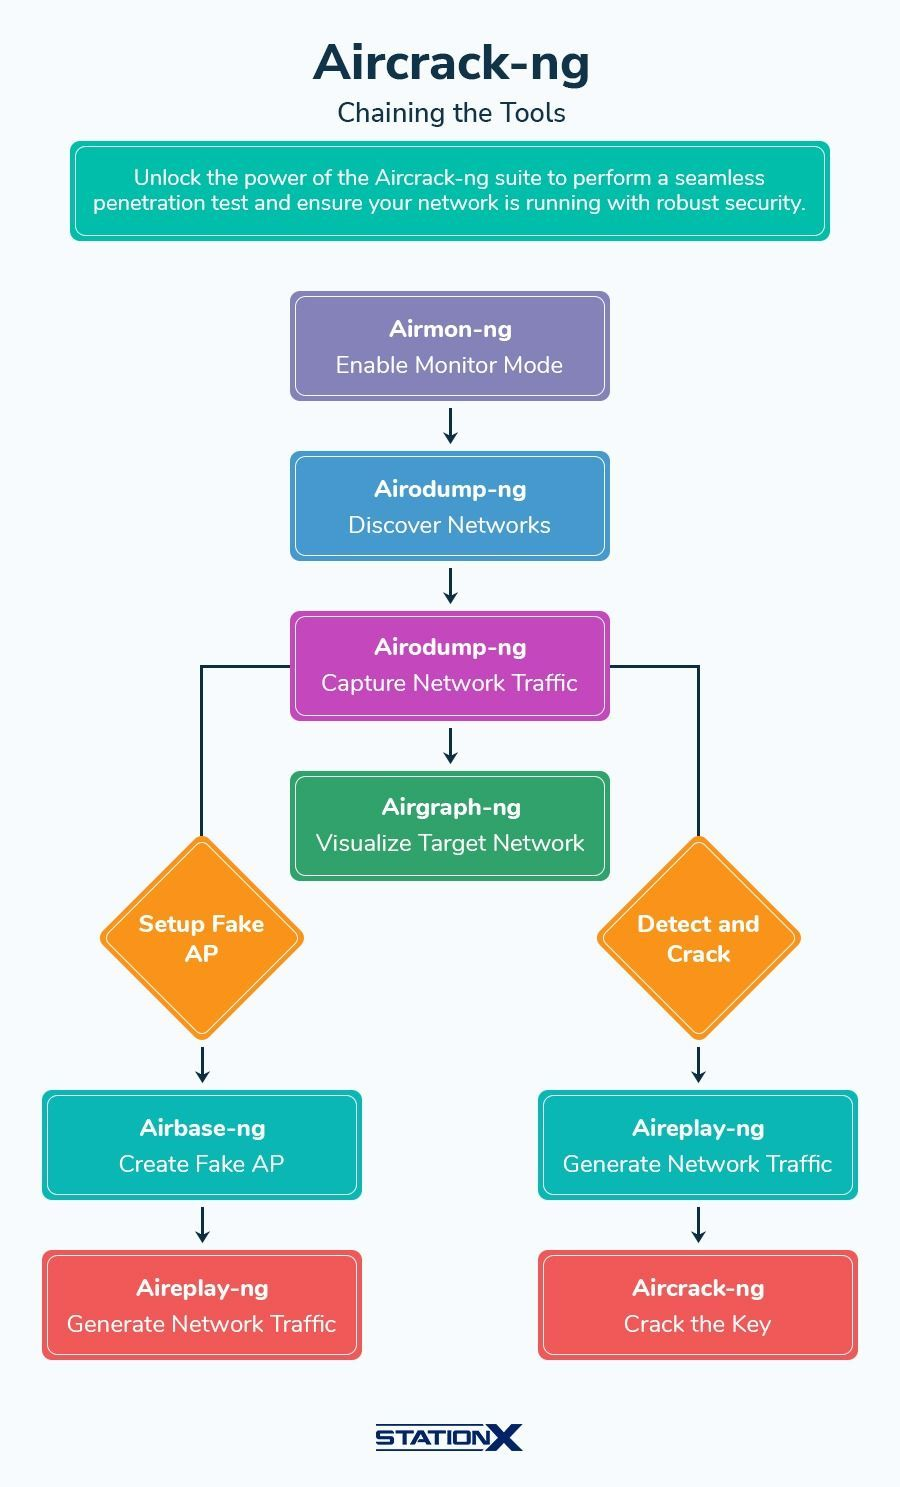 Aircrack-ng
Chaining the Tools
Unlock the power of the Aircrack-ng suite to perform a seamless
penetration test and ensure your network is running with robust security.
Airmon-ng
Enable Monitor Mode
Airodump-ng
Discover Networks
Airodump-ng
Capture Network Traffic
Airgraph-ng
Visualize Target Network
Setup Fake
AP
Detect and
Crack
Airbase-ng
Create Fake AP
Aireplay-ng
Generate Network Traffic
Aireplay-ng
Generate Network Traffic
Aircrack-ng
Crack the Key
STATIONX